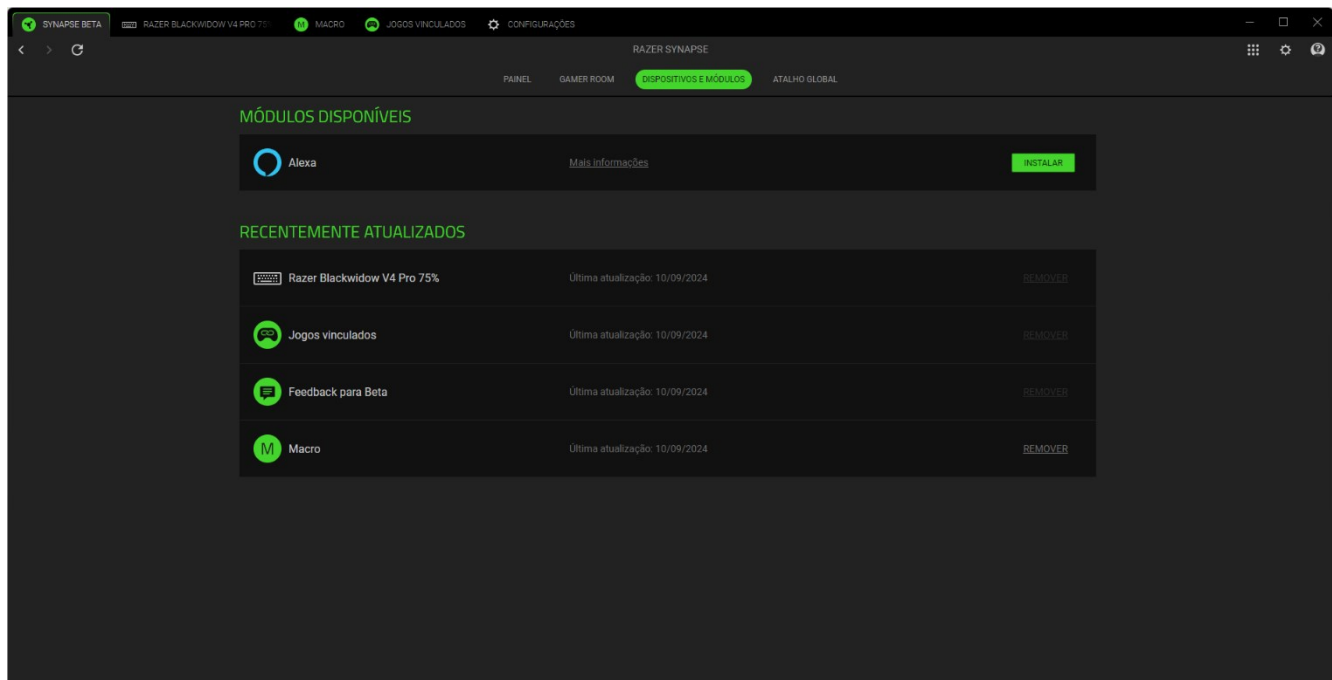 SYNAPSE BETA RAZER BLACKWIDOW V4 PRO 75% MACRO JOGOS VINCULADOS CONFIGURAÇÕES
RAZER SYNAPSE
PAINEL GAMER ROOM DISPOSITIVOS E MÓDULOS ATALHO GLOBAL
MÓDULOS DISPONÍVEIS
Alexa Mais informações INSTALAR
RECENTEMENTE ATUALIZADOS
Razer Blackwidow V4 Pro 75% Última atualização: 10/09/2024 REMOVER
Jogos vinculados Última atualização: 10/09/2024 REMOVER
Feedback para Beta Última atualização: 10/09/2024 REMOVER
M Macro Última atualização: 10/09/2024 REMOVER